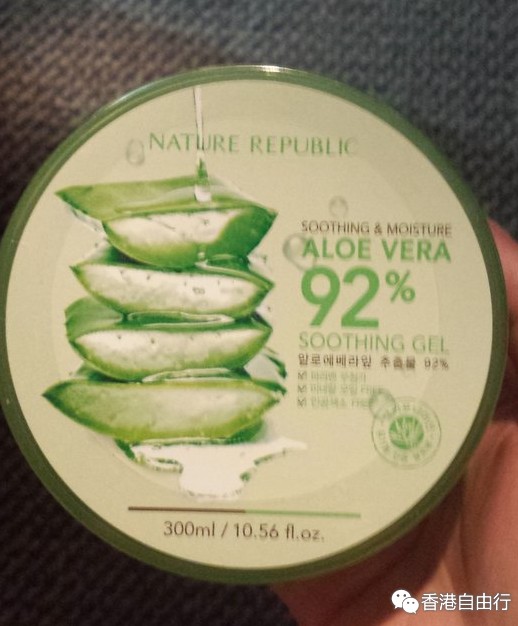 NATURE REPUBLIC
SOOTHING & MOISTURE
ALOE VERA
92%
SOOTHING GEL
알로에베라잎 추출물 92%
300ml / 10.56 fl.oz.
香港自由行